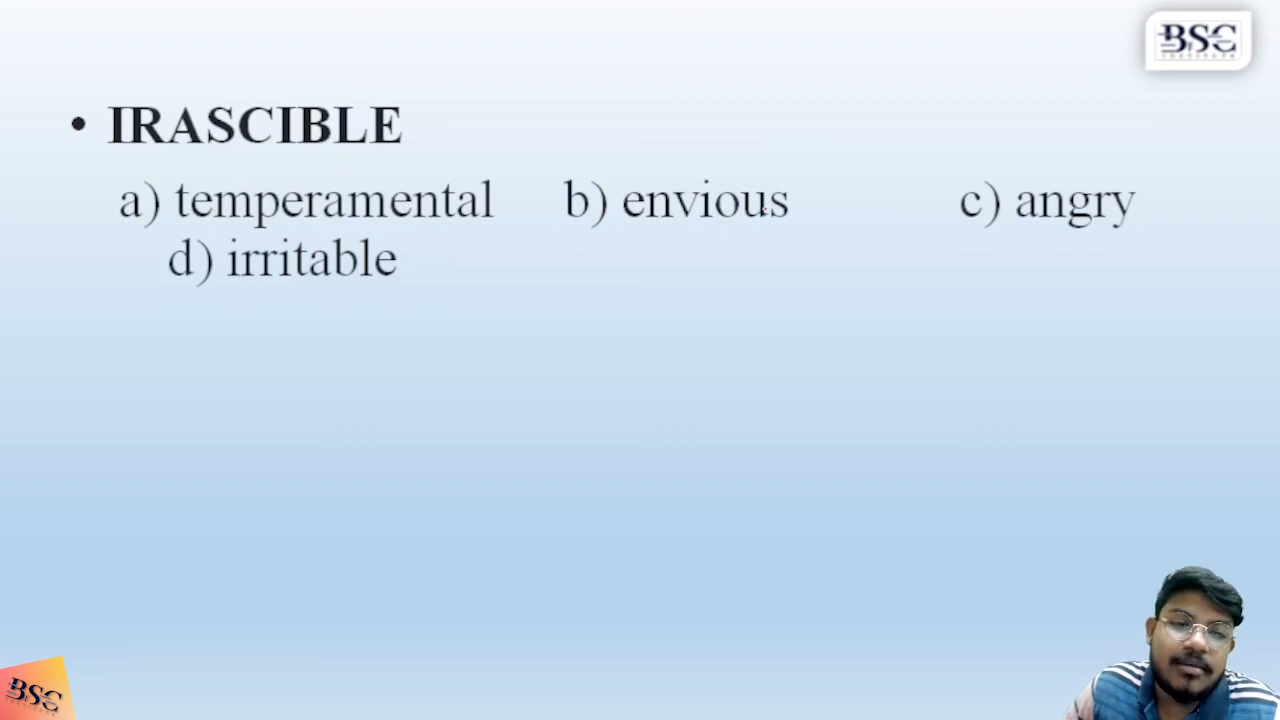 BSC
• IRASCIBLE
a) temperamental b) envious c) angry
d) irritable
BSC